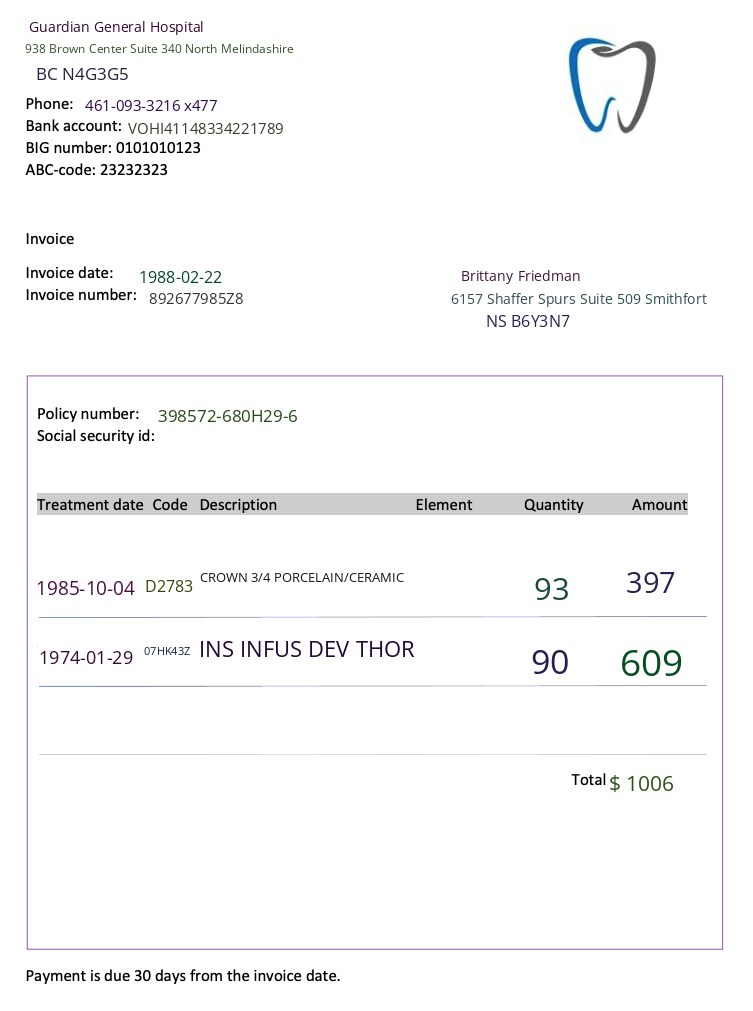 Guardian General Hospital
938 Brown Center Suite 340 North Melindashire
BC N4G3G5
Phone: 461-093-3216 x477
Bank account: VOHI41148334221789
BIG number: 0101010123
ABC-code: 23232323
Invoice
Invoice date: 1988-02-22
Invoice number: 892677985Z8
Brittany Friedman
6157 Shaffer Spurs Suite 509 Smithfort
NS B6Y3N7
Policy number: 398572-680H29-6
Social security id:
Treatment date Code Description Element Quantity Amount
1985-10-04 D2783 CROWN 3/4 PORCELAIN/CERAMIC 93 397
1974-01-29 07HK43Z INS INFUS DEV THOR 90 609
Total $ 1006
Payment is due 30 days from the invoice date.